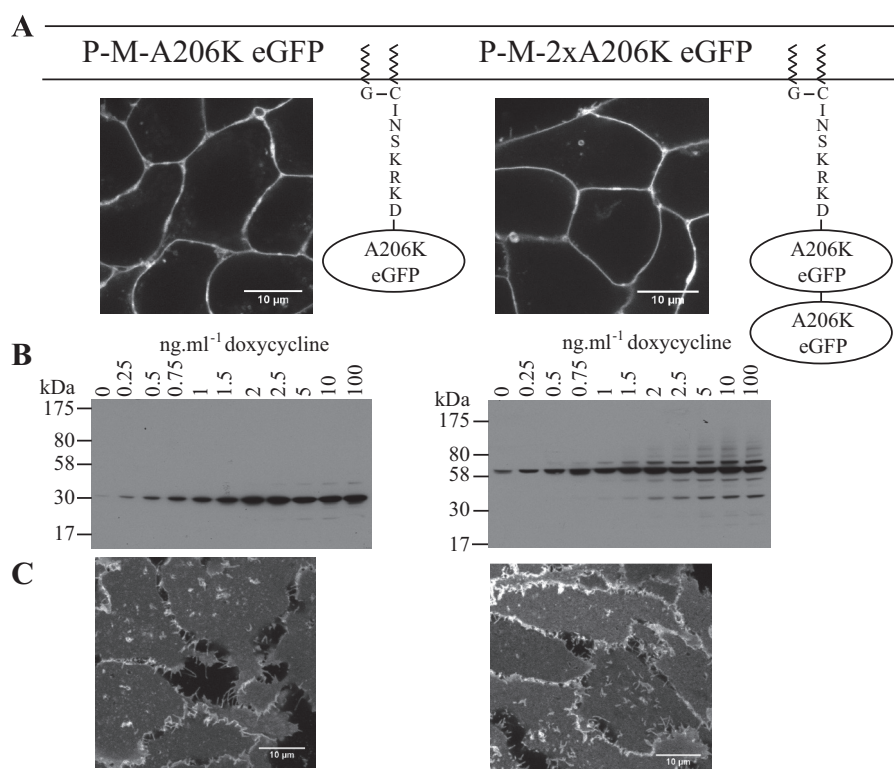 A
P-M-A206K eGFP
P-M-2xA206K eGFP
G – C
I
N
S
K
R
K
D
A206K
eGFP
10 µm
G – C
I
N
S
K
R
K
D
A206K
eGFP
A206K
eGFP
10 µm
B
ng.ml-1 doxycycline
kDa
0 0.25 0.5 0.75 1 1.5 2 2.5 5 10 100
175
80
58
30
17
ng.ml-1 doxycycline
kDa
0 0.25 0.5 0.75 1 1.5 2 2.5 5 10 100
175
80
58
30
17
C
10 µm
10 µm